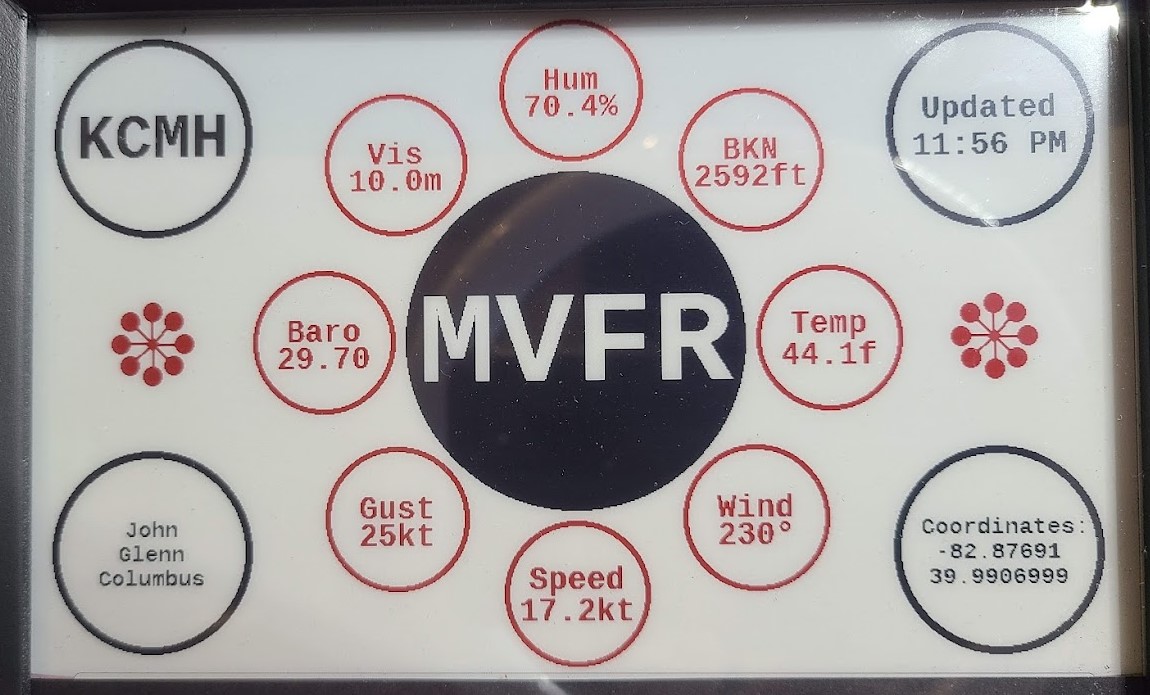 KCMH
Hum
70.4%
Updated
11:56 PM
Vis
10.0m
BKN
2592ft
Baro
29.70
MVFR
Temp
44.1f
Gust
25kt
Wind
230°
John
Glenn
Columbus
Speed
17.2kt
Coordinates:
-82.87691
39.9906999